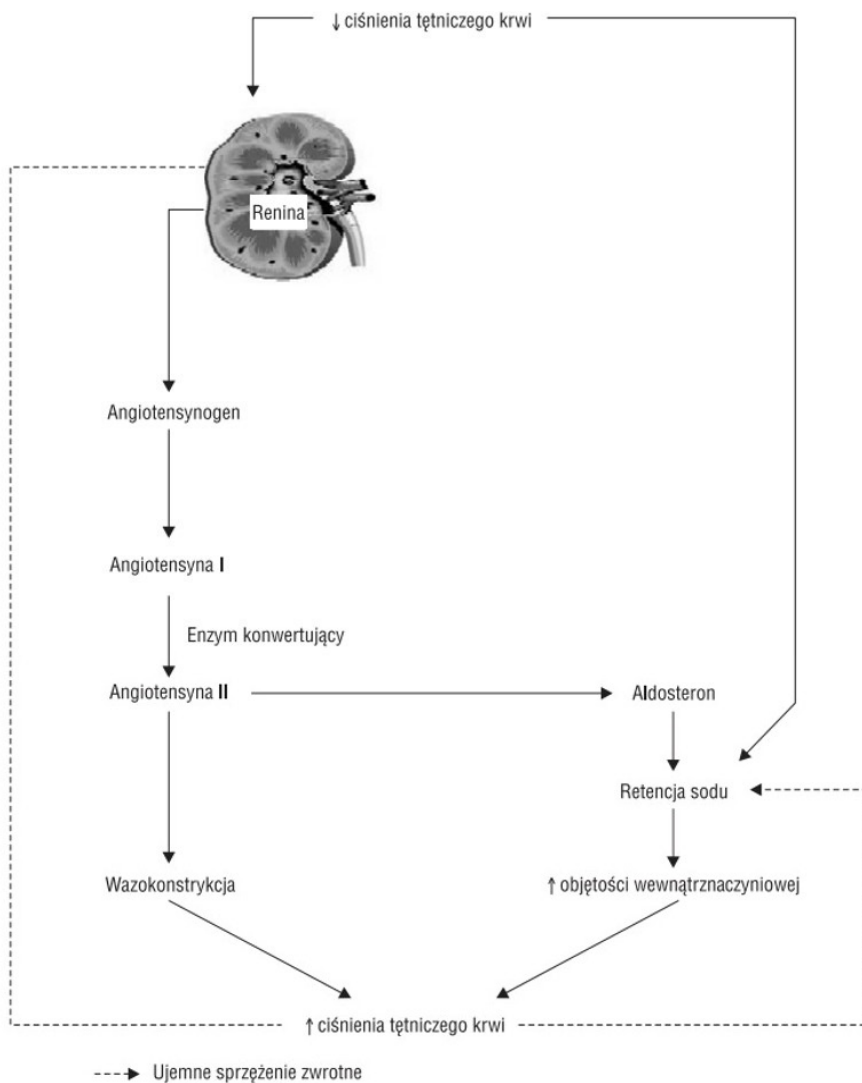 ↓ ciśnienia tętniczego krwi
Renina
Angiotensynogen
Angiotensyna I
Enzym konwertujący
Angiotensyna II
Aldosteron
Retencja sodu
Wazokonstrykcja
↑ objętości wewnątrznaczyniowej
↑ ciśnienia tętniczego krwi
Ujemne sprzężenie zwrotne